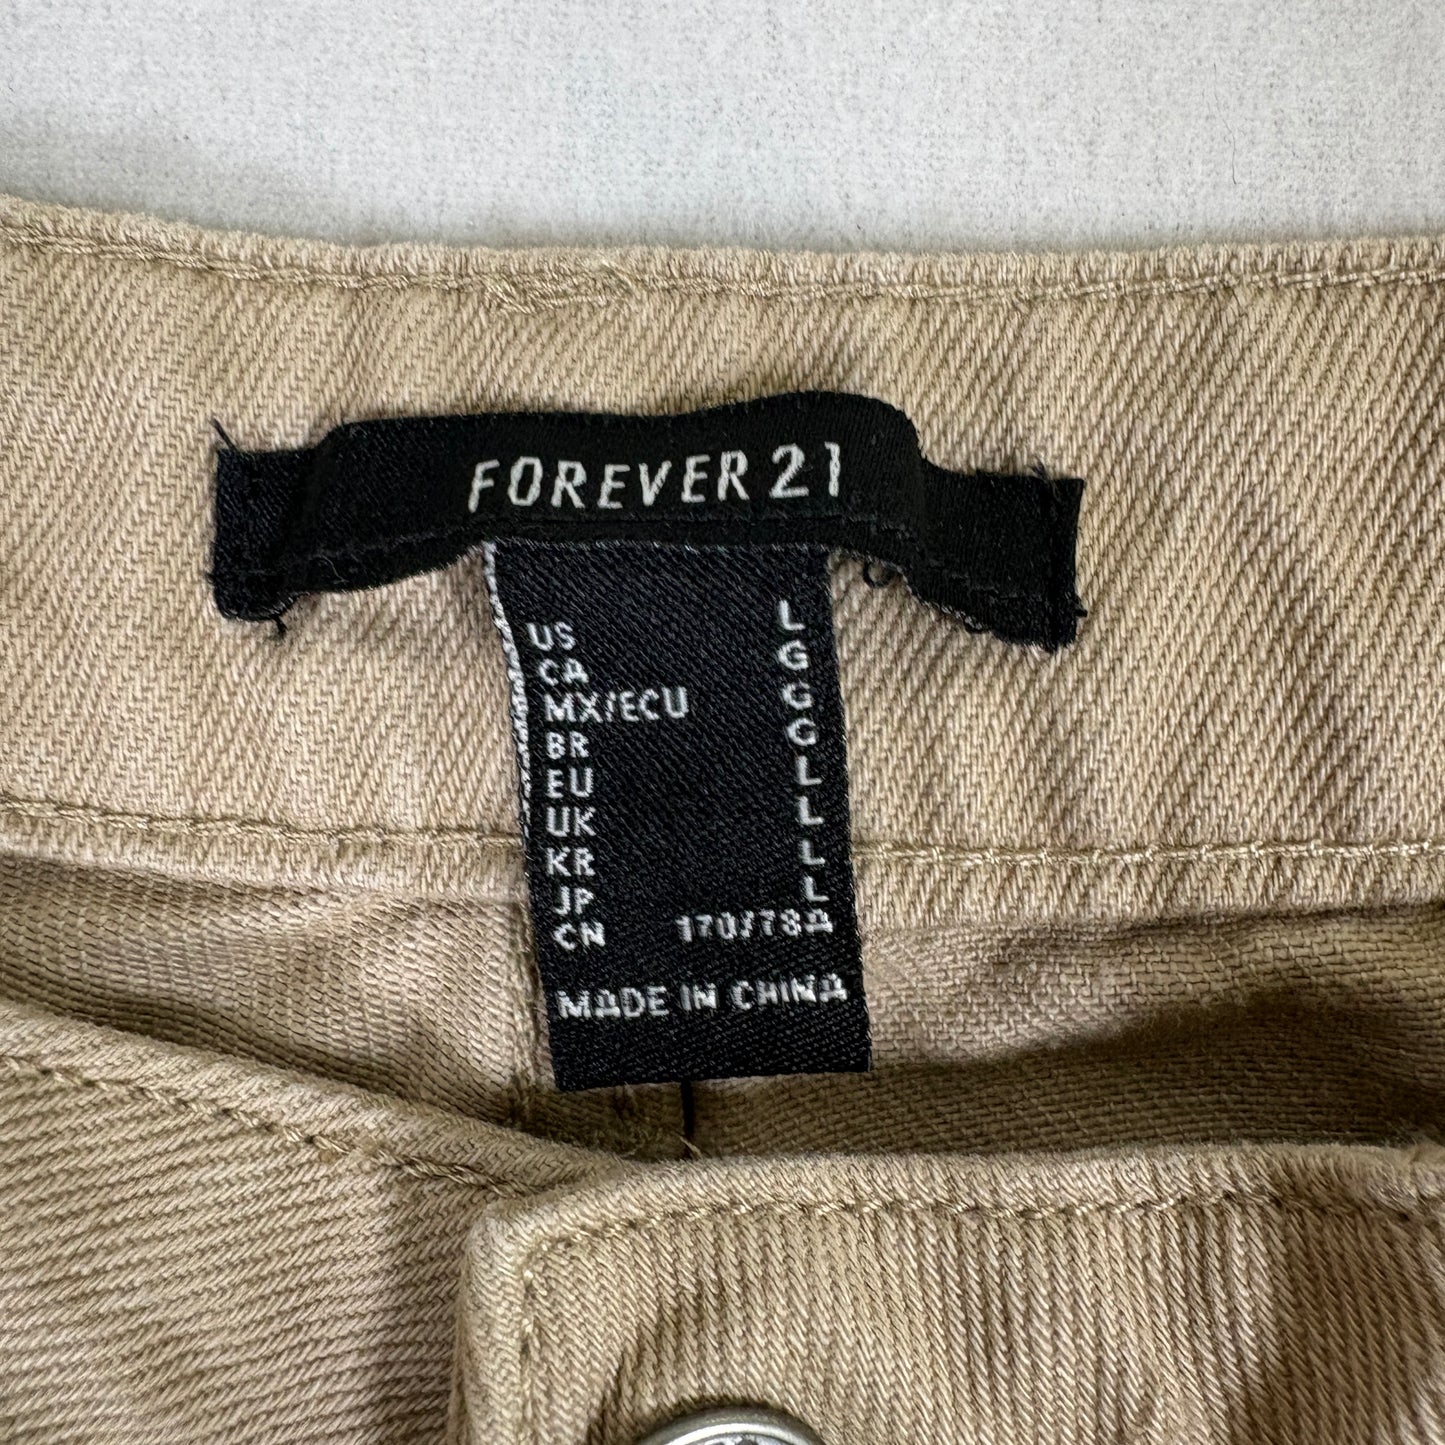 FOREVER 21
US L
CA G
MX/ECU G
BR G
EU L
UK L
KR L
JP L
CN 170/78A
MADE IN CHINA